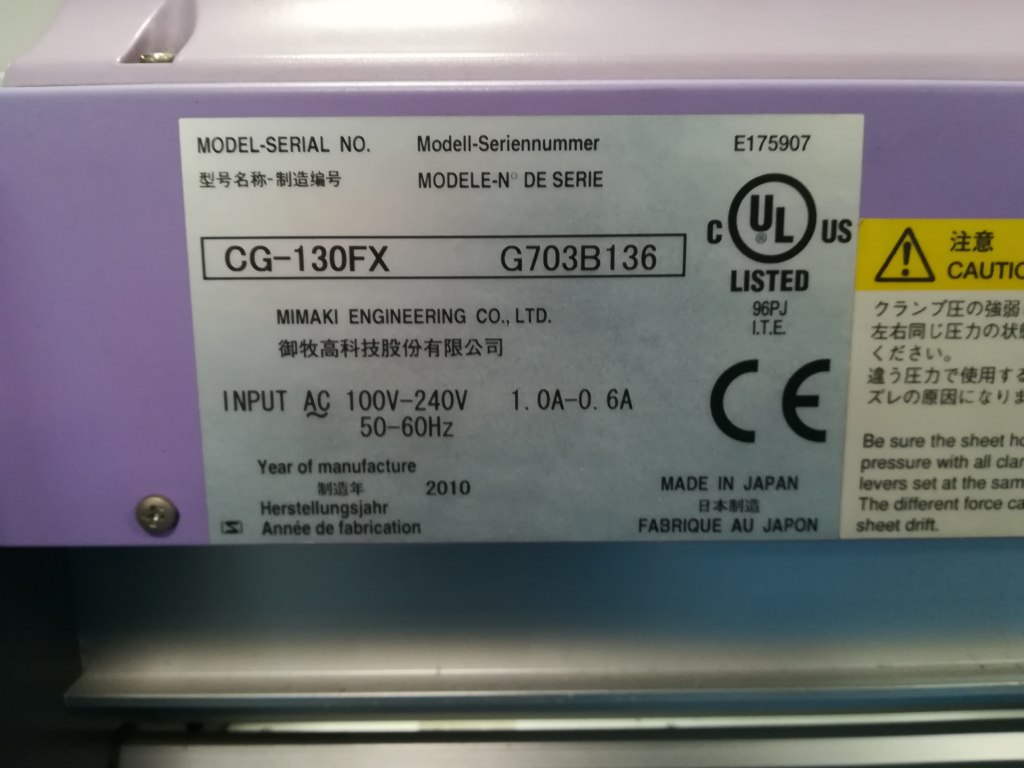 MODEL-SERIAL NO. Modell-Seriennummer E175907
型号名称-制造编号 MODELE-N° DE SERIE
C UL ® US
LISTED
96PJ
I.T.E.
CG-130FX G703B136
MIMAKI ENGINEERING CO., LTD.
御牧高科技股份有限公司
INPUT AC 100V-240V 1.0A-0.6A
50-60Hz
CE
Year of manufacture
制造年 2010
Herstellungsjahr
Année de fabrication
MADE IN JAPAN
日本制造
FABRIQUE AU JAPON
注意
CAUTIO
クランプ圧の強弱
左右同じ圧力の状態
ください。
違う圧力で使用する
ズレの原因になりま
Be sure the sheet ho
pressure with all clam
levers set at the sam
The different force ca
sheet drift.